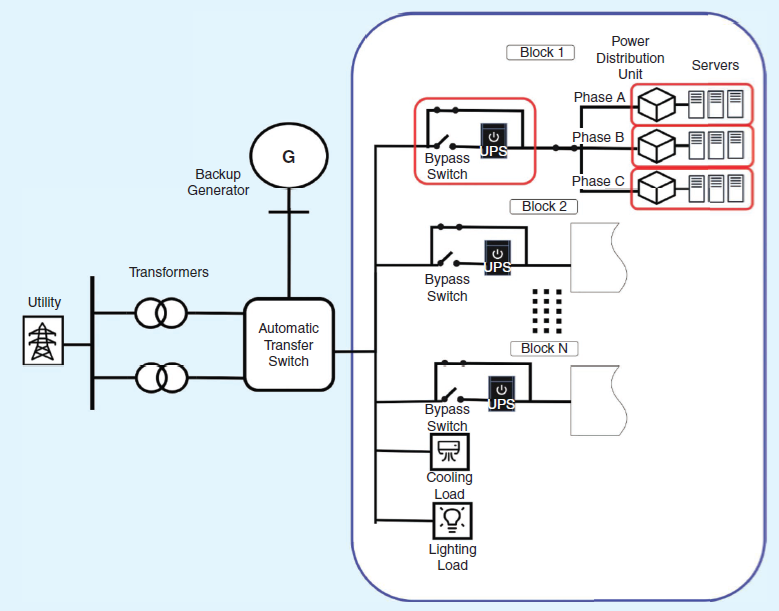 Block 1
Power
Distribution
Unit
Servers
Phase A
Phase B
Phase C
UPS
Bypass
Switch
G
Backup
Generator
Block 2
UPS
Bypass
Switch
Transformers
Utility
Automatic
Transfer
Switch
Block N
UPS
Bypass
Switch
Cooling
Load
Lighting
Load